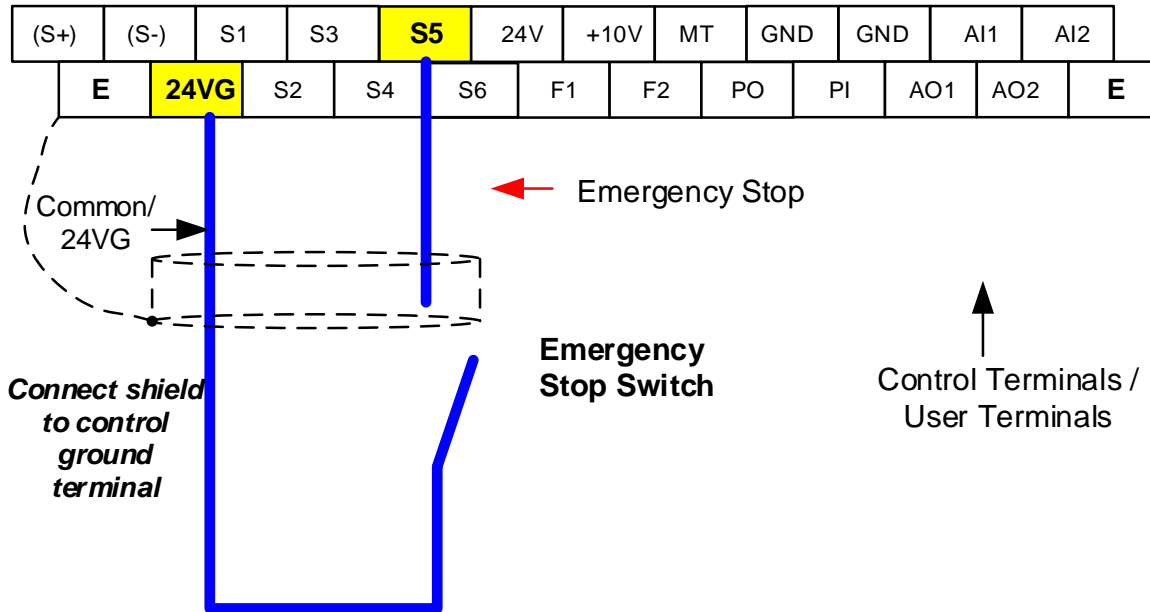 (S+) (S-) S1 S3 S5 24V +10V MT GND GND AI1 AI2
E 24VG S2 S4 S6 F1 F2 PO PI AO1 AO2 E
Common/
24VG
Emergency Stop
Emergency
Stop Switch
Connect shield
to control
ground
terminal
Control Terminals /
User Terminals